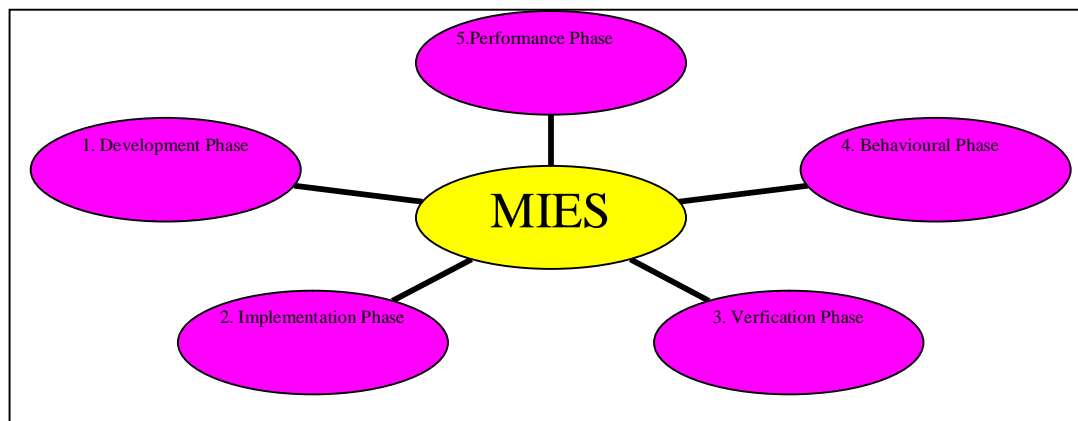 5.Performance Phase
1. Development Phase
4. Behavioural Phase
MIES
2. Implementation Phase
3. Verfication Phase